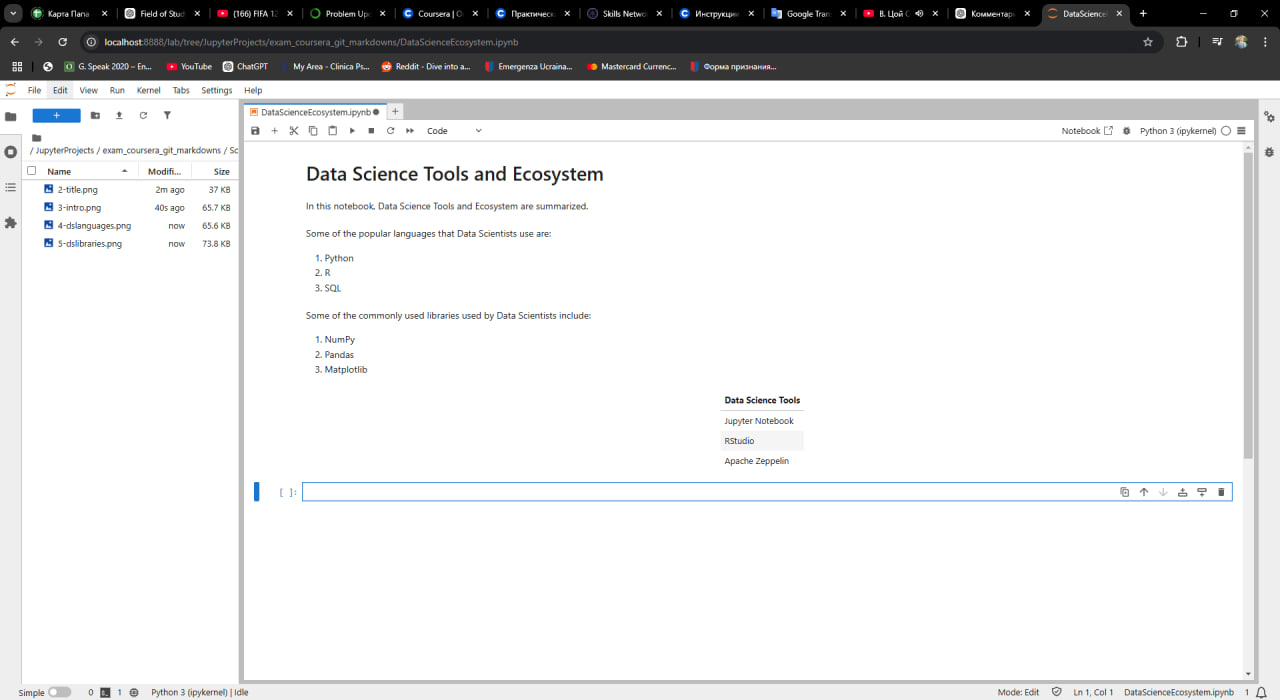 Карта Папа
Field of Stud
(166) FIFA 12
Problem Up
Coursera | O
Практическ
Skills Netwo
Инструкции
Google Tran
В. Цой С
Комментар
DataScience
localhost:8888/lab/tree/JupyterProjects/exam_coursera_git_markdowns/DataScienceEcosystem.ipynb
G. Speak 2020 – En...
YouTube
ChatGPT
My Area - Clinica Ps...
Reddit - Dive into a...
Emergenza Ucraina...
Mastercard Currenc...
Форма признания...
File Edit View Run Kernel Tabs Settings Help
DataScienceEcosystem.ipynb
Code
Notebook
Python 3 (ipykernel)
/ JupyterProjects / exam_coursera_git_markdowns / Sc
Name Modifi... Size
2-title.png 2m ago 37 KB
3-intro.png 40s ago 65.7 KB
4-dslanguages.png now 65.6 KB
5-dslibraries.png now 73.8 KB
Data Science Tools and Ecosystem
In this notebook, Data Science Tools and Ecosystem are summarized.
Some of the popular languages that Data Scientists use are:
1. Python
2. R
3. SQL
Some of the commonly used libraries used by Data Scientists include:
1. NumPy
2. Pandas
3. Matplotlib
Data Science Tools
Jupyter Notebook
RStudio
Apache Zeppelin
[ ]:
Simple 0 1 Python 3 (ipykernel) | Idle
Mode: Edit Ln 1, Col 1 DataScienceEcosystem.ipynb 1